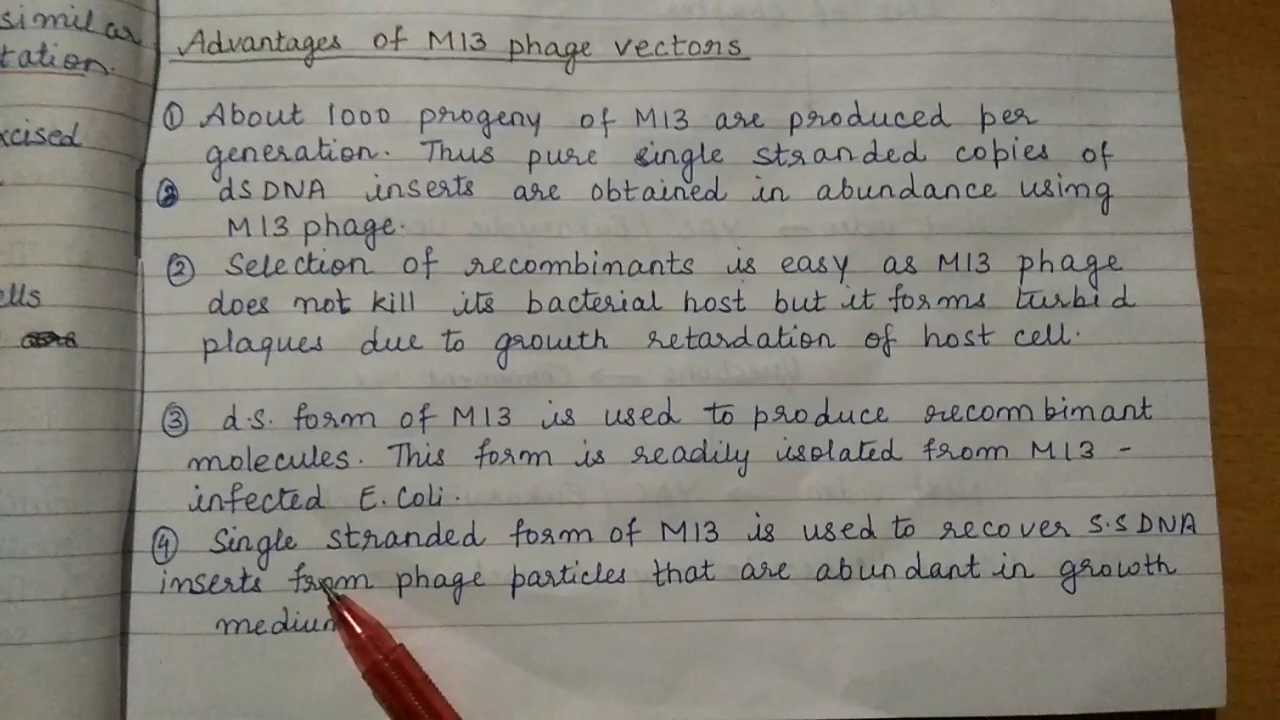 similar
tation.
xcised
ells
Advantages of M13 phage vectors
① About 1000 progeny of M13 are produced per
generation. Thus pure single stranded copies of
② dsDNA inserts are obtained in abundance using
M13 phage.
② Selection of recombinants is easy as M13 phage
does not kill its bacterial host but it forms turbid
plaques due to growth retardation of host cell.
③ d.s. form of M13 is used to produce recombinant
molecules. This form is readily isolated from M13 -
infected E. Coli.
④ Single stranded form of M13 is used to recover S.S DNA
inserts from phage particles that are abundant in growth
medium